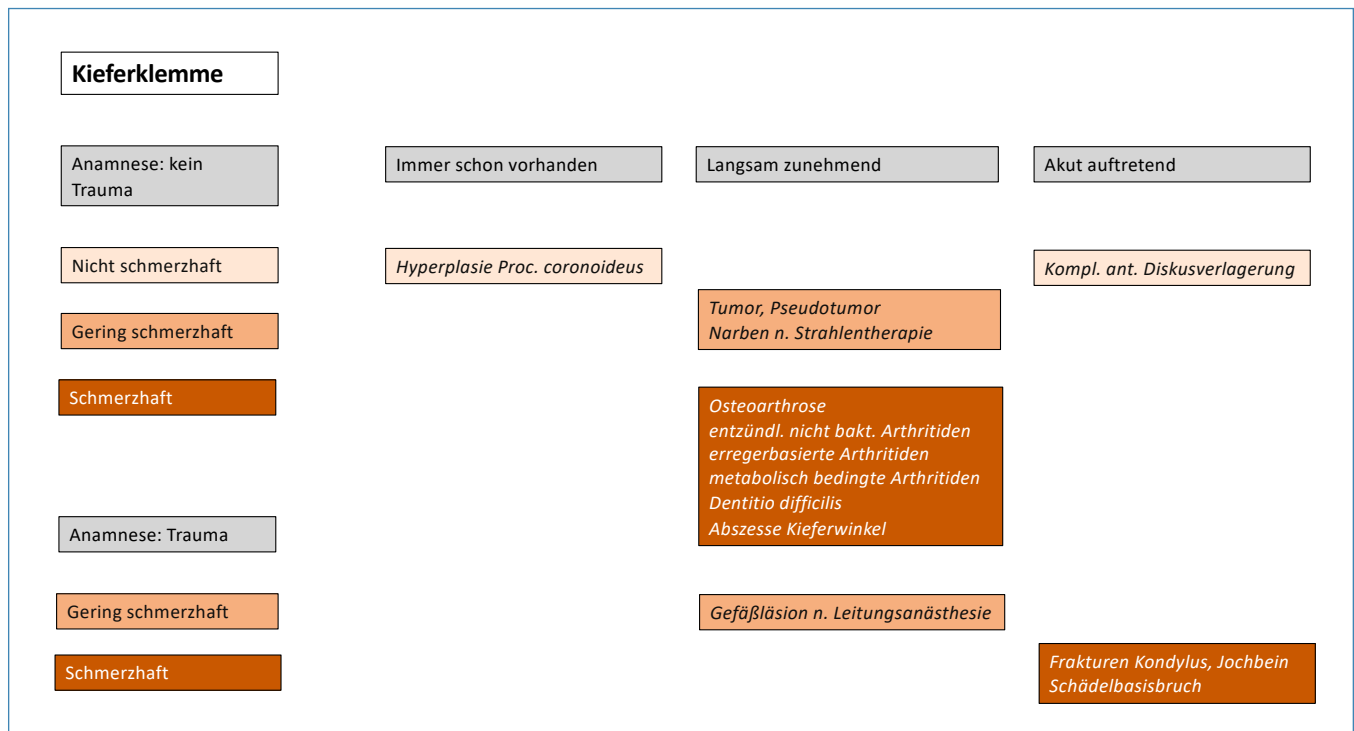 Kieferklemme
Anamnese: kein
Trauma
Immer schon vorhanden
Langsam zunehmend
Akut auftretend
Nicht schmerzhaft
Hyperplasie Proc. coronoideus
Kompl. ant. Diskusverlagerung
Gering schmerzhaft
Tumor, Pseudotumor
Narben n. Strahlentherapie
Schmerzhaft
Osteoarthrose
entzündl. nicht bakt. Arthritiden
erregerbasierte Arthritiden
metabolisch bedingte Arthritiden
Dentitio difficilis
Abszesse Kieferwinkel
Anamnese: Trauma
Gering schmerzhaft
Gefäßläsion n. Leitungsanästhesie
Schmerzhaft
Frakturen Kondylus, Jochbein
Schädelbasisbruch